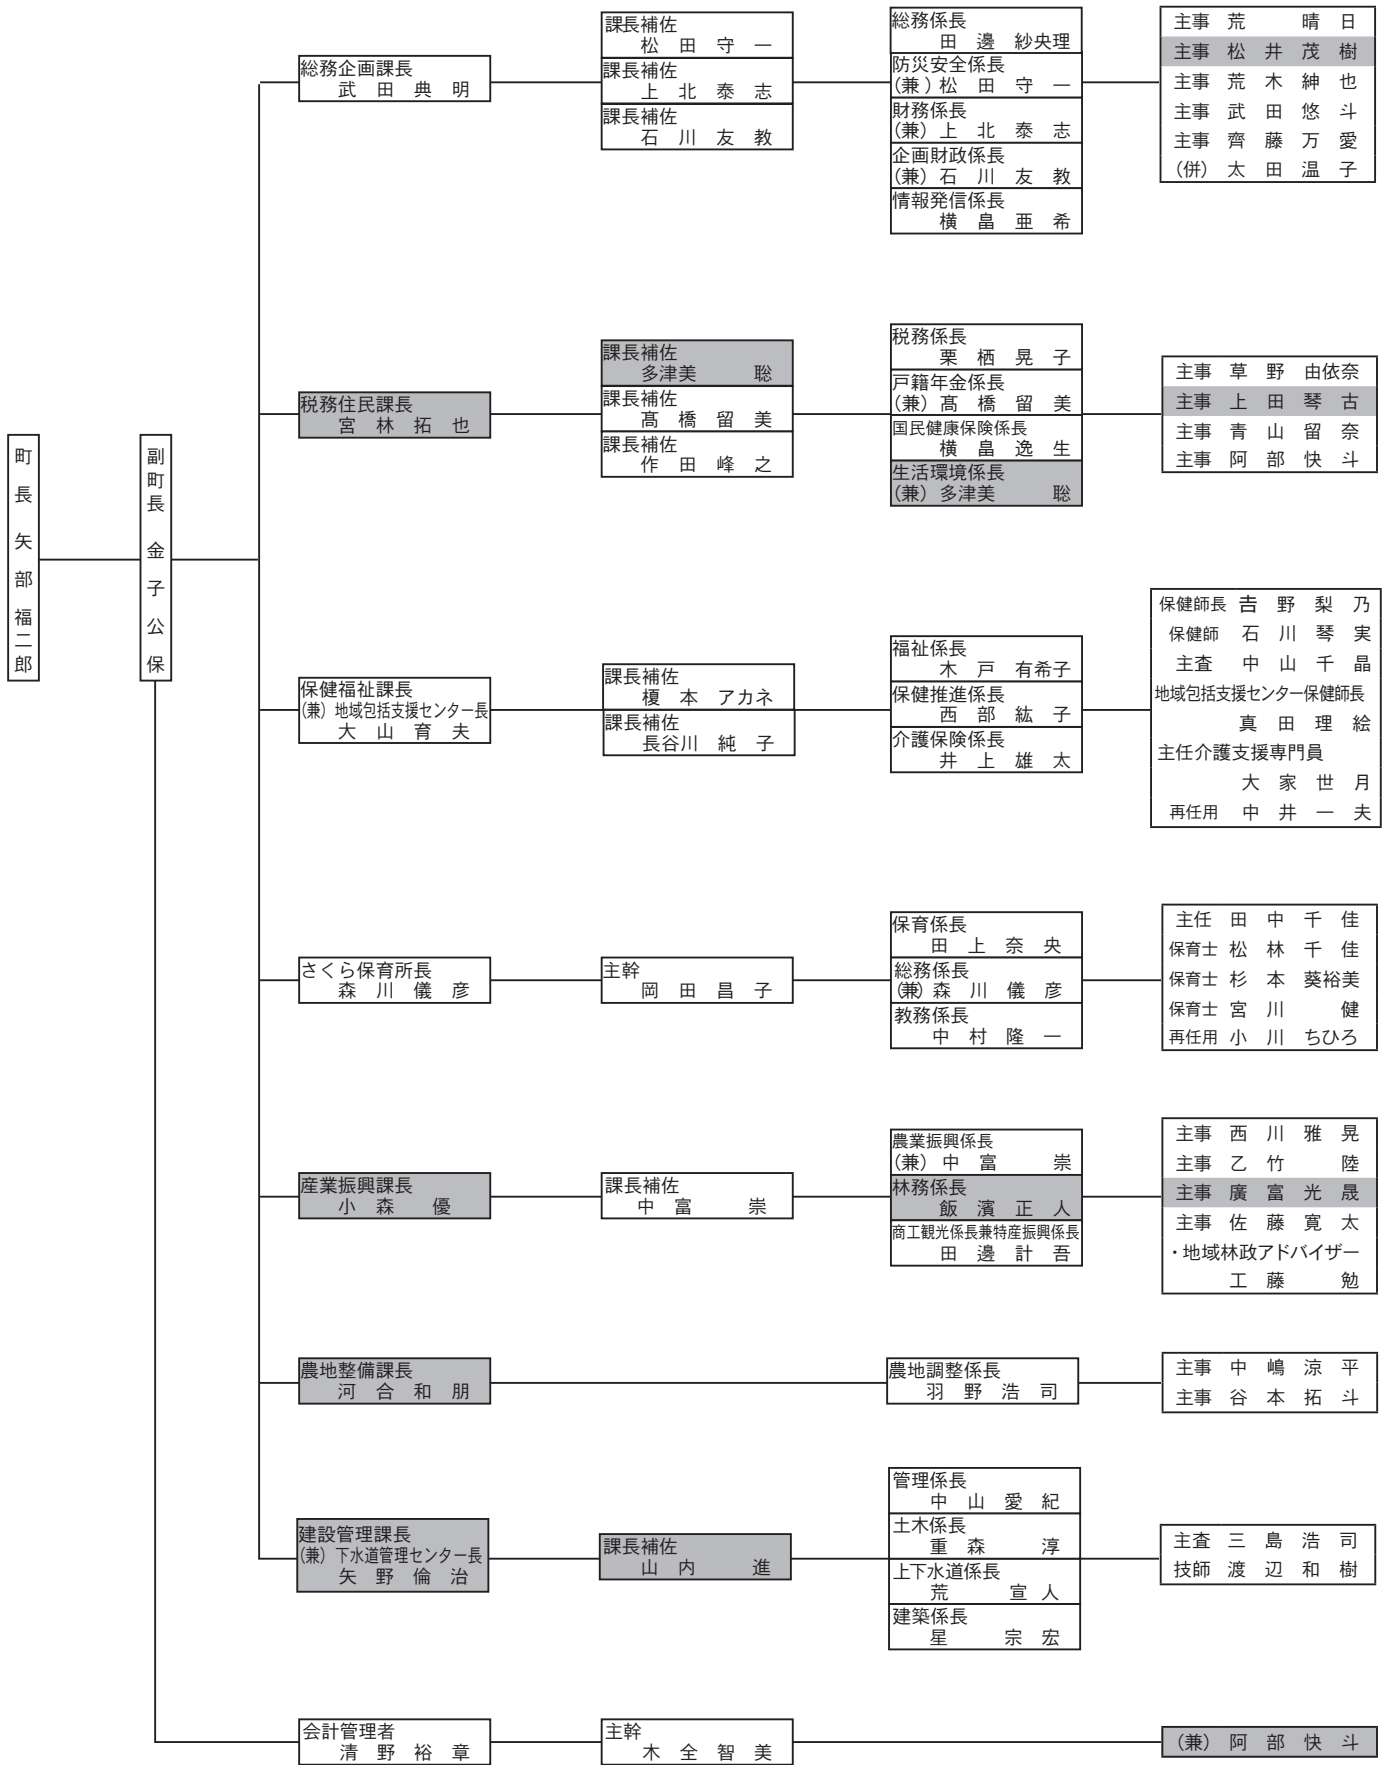 町長 矢部福二郎
副町長 金子公保
総務企画課長
武田典明
課長補佐
松田守一
課長補佐
上北泰志
課長補佐
石川友教
総務係長
田邊紗央理
防災安全係長
(兼)松田守一
財務係長
(兼)上北泰志
企画財政係長
(兼)石川友教
情報発信係長
横畠亜希
主事 荒 晴日
主事 松井茂樹
主事 荒木紳也
主事 武田悠斗
主事 齊藤万愛
(併) 太田温子
税務住民課長
宮林拓也
課長補佐
多津美 聡
課長補佐
髙橋留美
課長補佐
作田峰之
税務係長
栗栖晃子
戸籍年金係長
(兼)髙橋留美
国民健康保険係長
横畠逸生
生活環境係長
(兼)多津美 聡
主事 草野由依奈
主事 上田琴古
主事 青山留奈
主事 阿部快斗
保健福祉課長
(兼)地域包括支援センター長
大山育夫
課長補佐
榎本アカネ
課長補佐
長谷川純子
福祉係長
木戸有希子
保健推進係長
西部紘子
介護保険係長
井上雄太
保健師長 𠮷野梨乃
保健師 石川琴実
主査 中山千晶
地域包括支援センター保健師長
真田理絵
主任介護支援専門員
大家世月
再任用 中井一夫
さくら保育所長
森川儀彦
主幹
岡田昌子
保育係長
田上奈央
総務係長
(兼)森川儀彦
教務係長
中村隆一
主任 田中千佳
保育士 松林千佳
保育士 杉本葵裕美
保育士 宮川 健
再任用 小川ちひろ
産業振興課長
小森 優
課長補佐
中富 崇
農業振興係長
(兼)中富 崇
林務係長
飯濱正人
商工観光係長兼特産振興係長
田邊計吾
主事 西川雅晃
主事 乙竹 陸
主事 廣富光晟
主事 佐藤寛太
・地域林政アドバイザー
工藤 勉
農地整備課長
河合和朋
農地調整係長
羽野浩司
主事 中嶋涼平
主事 谷本拓斗
建設管理課長
(兼)下水道管理センター長
矢野倫治
課長補佐
山内 進
管理係長
中山愛紀
土木係長
重森 淳
上下水道係長
荒 宣人
建築係長
星 宗宏
主査 三島浩司
技師 渡辺和樹
会計管理者
清野裕章
主幹
木全智美
(兼) 阿部快斗